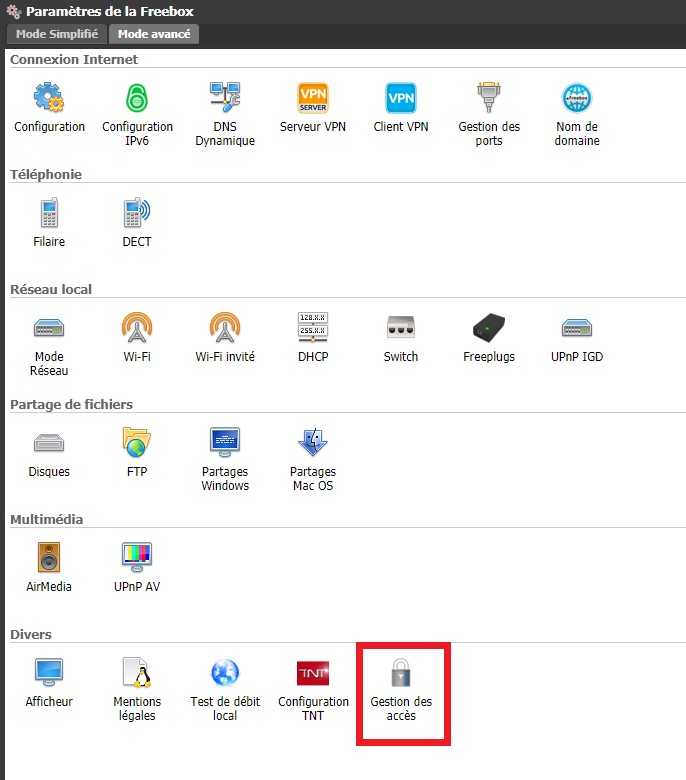 Paramètres de la Freebox
Mode Simplifié Mode avancé
Connexion Internet
VPN SERVER VPN freebox
Configuration Configuration IPv6 DNS Dynamique Serveur VPN Client VPN Gestion des ports Nom de domaine
Téléphonie
Filaire DECT
Réseau local
128.X.X
255.X.X
Mode Réseau Wi-Fi Wi-Fi invité DHCP Switch Freeplugs UPnP IGD
Partage de fichiers
Disques FTP Partages Windows Partages Mac OS
Multimédia
AirMedia UPnP AV
Divers
TNT
Afficheur Mentions légales Test de débit local Configuration TNT Gestion des accès